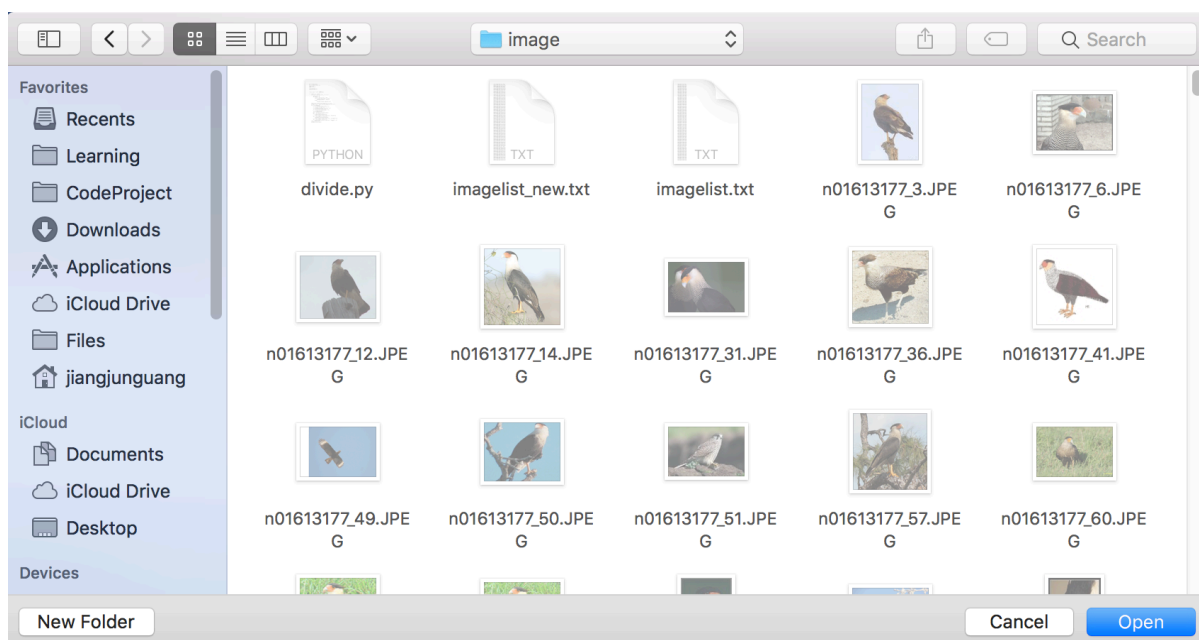 image
Search
Favorites
Recents
Learning
CodeProject
Downloads
Applications
iCloud Drive
Files
jiangjunguang
iCloud
Documents
iCloud Drive
Desktop
Devices
PYTHON
TXT
TXT
divide.py
imagelist_new.txt
imagelist.txt
n01613177_3.JPE
G
n01613177_6.JPE
G
n01613177_12.JPE
G
n01613177_14.JPE
G
n01613177_31.JPE
G
n01613177_36.JPE
G
n01613177_41.JPE
G
n01613177_49.JPE
G
n01613177_50.JPE
G
n01613177_51.JPE
G
n01613177_57.JPE
G
n01613177_60.JPE
G
New Folder
Cancel
Open